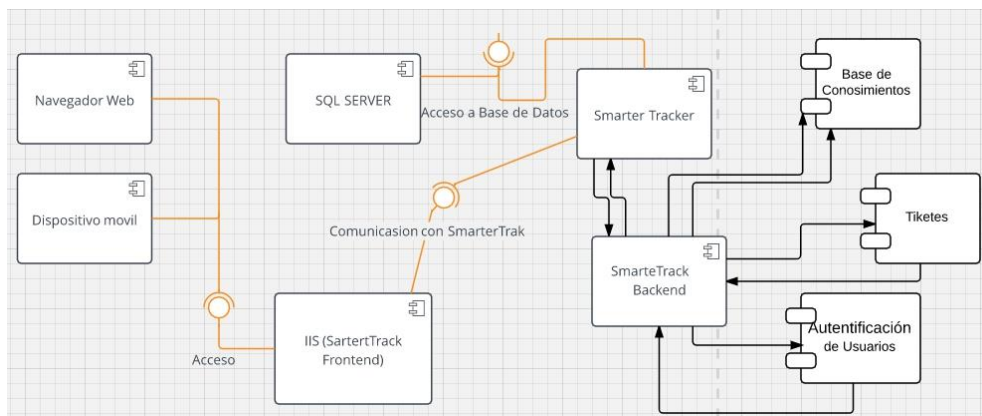 Navegador Web
SQL SERVER
Acceso a Base de Datos
Smarter Tracker
Base de
Conosimientos
Dispositivo movil
Comunicasion con SmarterTrak
Tiketes
SmarteTrack
Backend
IIS (SartertTrack
Frontend)
Acceso
Autentificación
de Usuarios